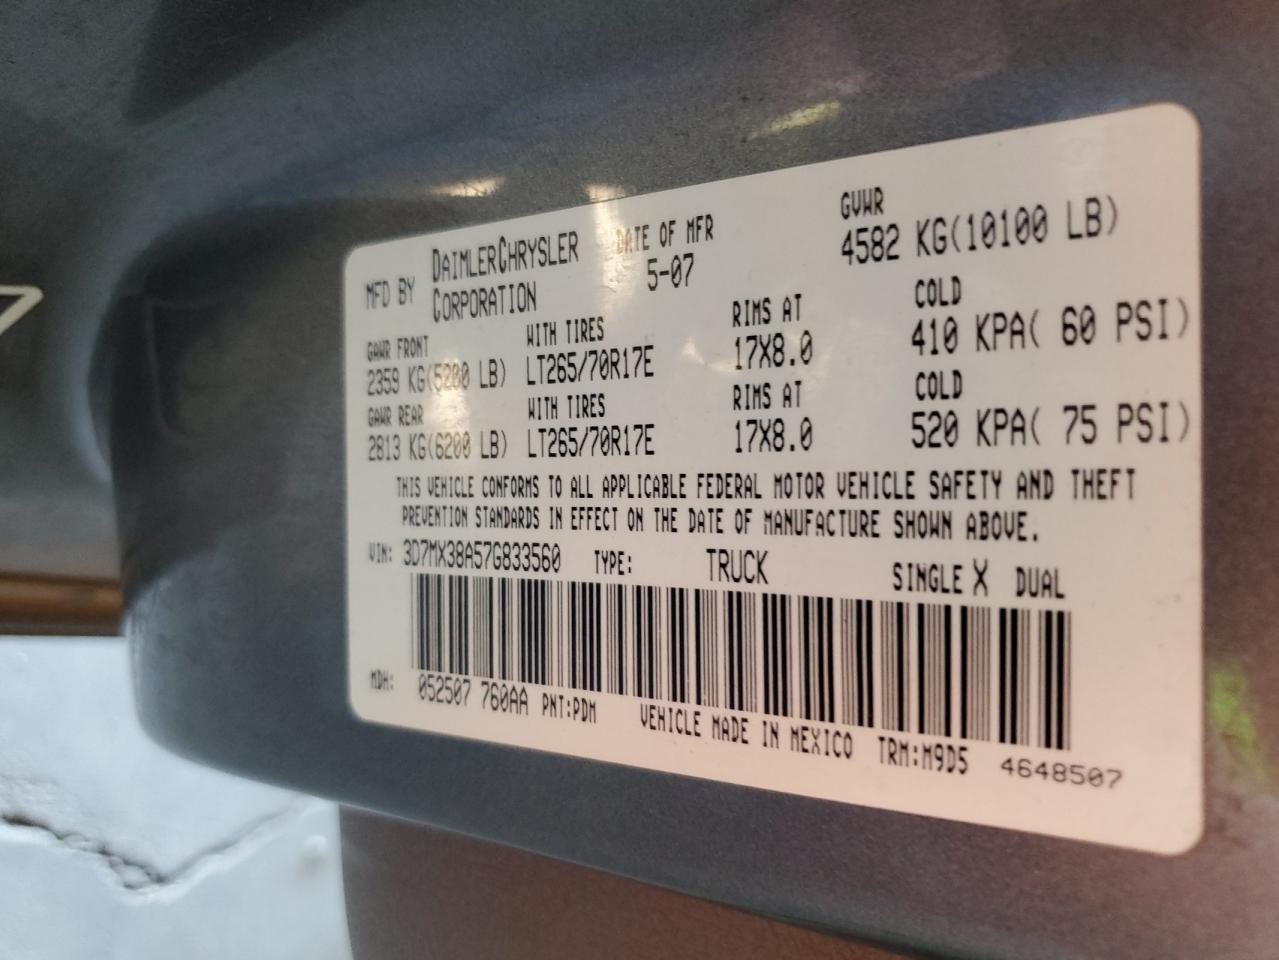 7
MFD BY DAIMLERCHRYSLER CORPORATION
DATE OF MFR 5-07
GVWR 4582 KG(10100 LB)
GAWR FRONT WITH TIRES RIMS AT COLD
2359 KG(5200 LB) LT265/70R17E 17X8.0 410 KPA( 60 PSI)
GAWR REAR WITH TIRES RIMS AT COLD
2813 KG(6200 LB) LT265/70R17E 17X8.0 520 KPA( 75 PSI)
THIS VEHICLE CONFORMS TO ALL APPLICABLE FEDERAL MOTOR VEHICLE SAFETY AND THEFT
PREVENTION STANDARDS IN EFFECT ON THE DATE OF MANUFACTURE SHOWN ABOVE.
VIN: 3D7MX38A57G833560 TYPE: TRUCK SINGLE X DUAL
MDH: 052507 760AA PNT:PDM VEHICLE MADE IN MEXICO TRM:M9D5 4648507